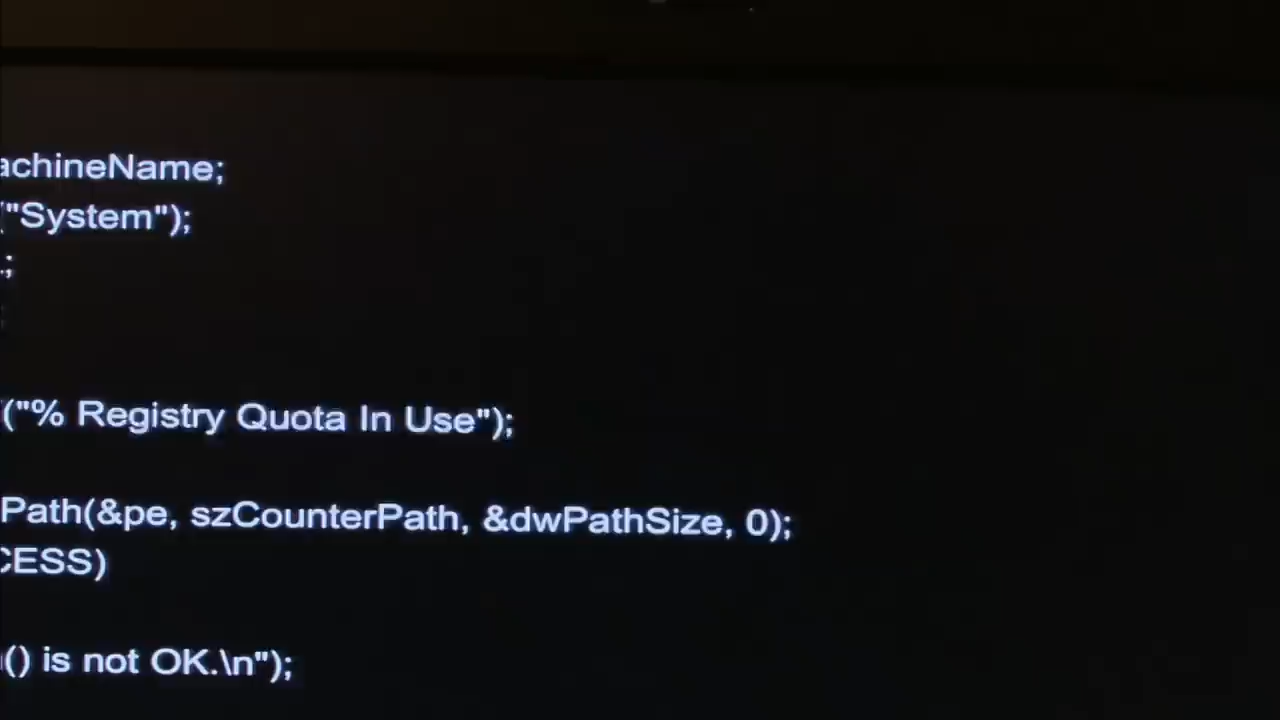 achineName;
("System");
.;
;
("% Registry Quota In Use");
Path(&pe, szCounterPath, &dwPathSize, 0);
CESS)
() is not OK.\n");